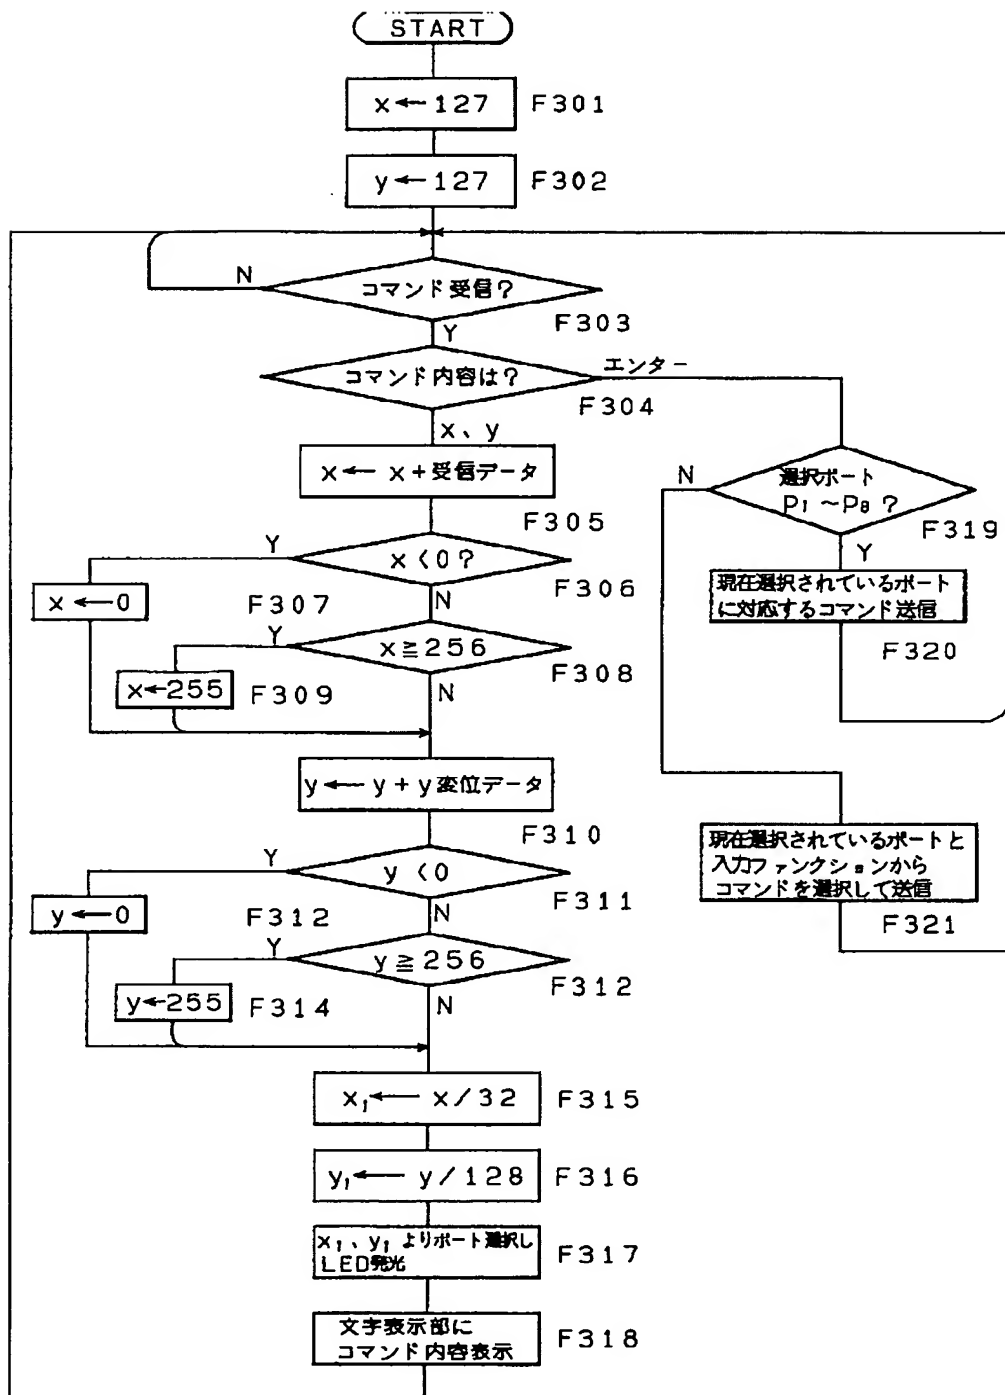 START
x←127 F301
y←127 F302
N
コマンド受信?
F303
Y
コマンド内容は?
エンター
F304
x、y
x← x+受信データ
F305
N
選択ポート
P₁ ~P₈ ?
F319
Y
現在選択されているポート
に対応するコマンド送信
F320
Y
x<0?
F306
x←0
F307
N
Y
x≧256
F308
x←255
F309
N
y← y+y変位データ
F310
現在選択されているポートと
入力ファンクションから
コマンドを選択して送信
F321
Y
y<0
F311
y←0
F312
N
Y
y≧256
F312
y←255
F314
N
x₁← x/32 F315
y₁← y/128 F316
x₁、y₁よりポート選択し
LED発光
F317
文字表示部に
コマンド内容表示
F318